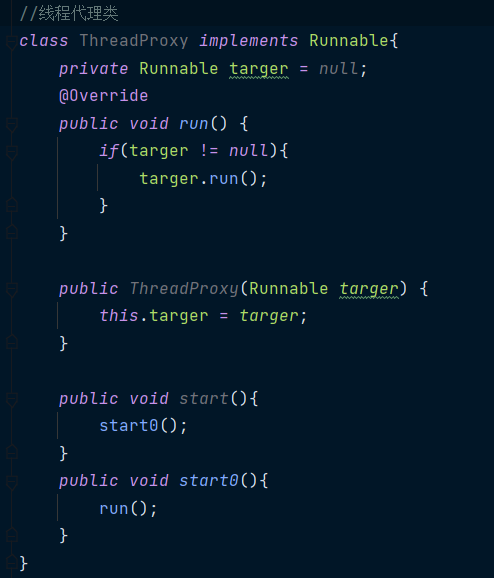 //线程代理类
class ThreadProxy implements Runnable{
    private Runnable targer = null;
    @Override
    public void run() {
        if(targer != null){
            targer.run();
        }
    }

    public ThreadProxy(Runnable targer) {
        this.targer = targer;
    }

    public void start(){
        start0();
    }
    public void start0(){
        run();
    }
}